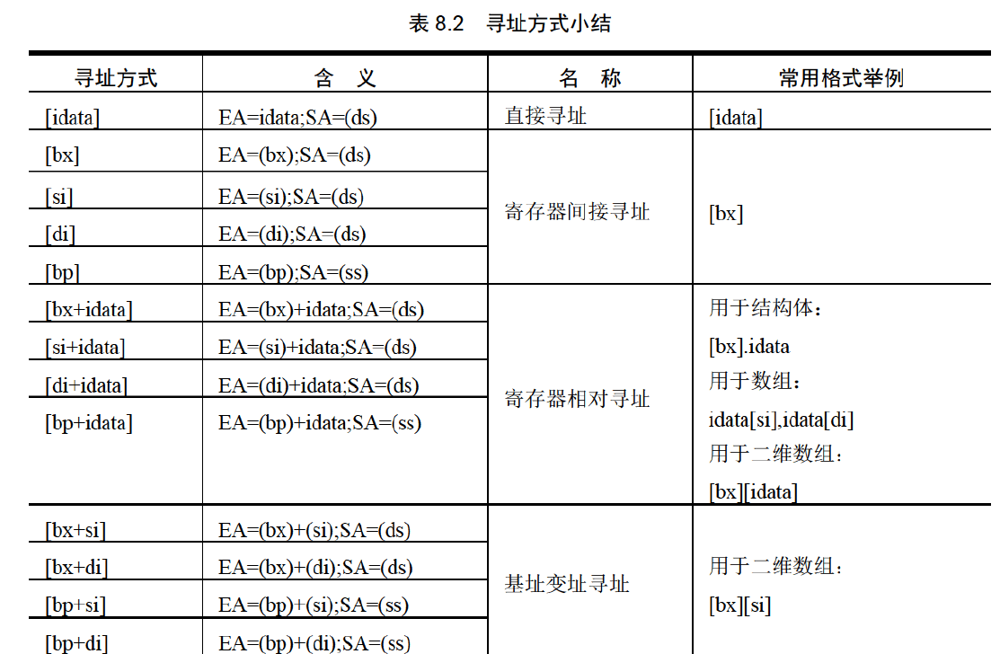 表 8.2 寻址方式小结
寻址方式 含 义 名 称 常用格式举例
[idata] EA=idata;SA=(ds) 直接寻址 [idata]
[bx] EA=(bx);SA=(ds)
[si] EA=(si);SA=(ds)
寄存器间接寻址 [bx]
[di] EA=(di);SA=(ds)
[bp] EA=(bp);SA=(ss)
[bx+idata] EA=(bx)+idata;SA=(ds) 用于结构体：
[si+idata] EA=(si)+idata;SA=(ds) [bx].idata
[di+idata] EA=(di)+idata;SA=(ds) 用于数组：
寄存器相对寻址
[bp+idata] EA=(bp)+idata;SA=(ss) idata[si],idata[di]
用于二维数组：
[bx][idata]
[bx+si] EA=(bx)+(si);SA=(ds)
[bx+di] EA=(bx)+(di);SA=(ds) 用于二维数组：
基址变址寻址
[bp+si] EA=(bp)+(si);SA=(ss) [bx][si]
[bp+di] EA=(bp)+(di);SA=(ss)